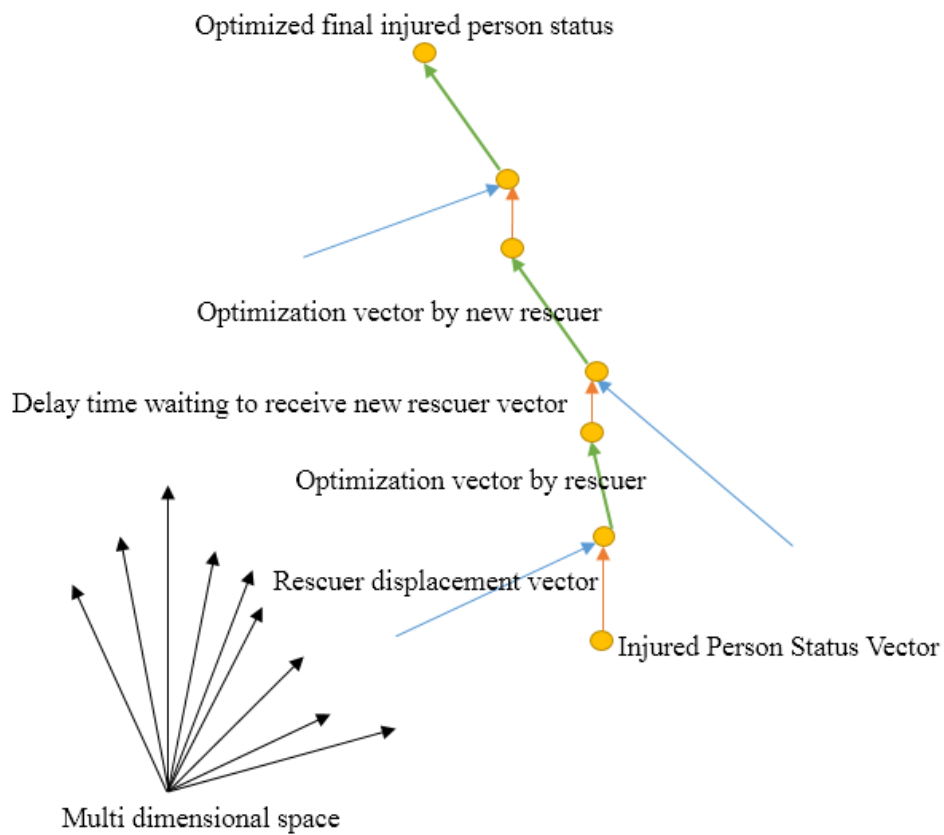 Optimized final injured person status
Optimization vector by new rescuer
Delay time waiting to receive new rescuer vector
Optimization vector by rescuer
Rescuer displacement vector
Injured Person Status Vector
Multi dimensional space